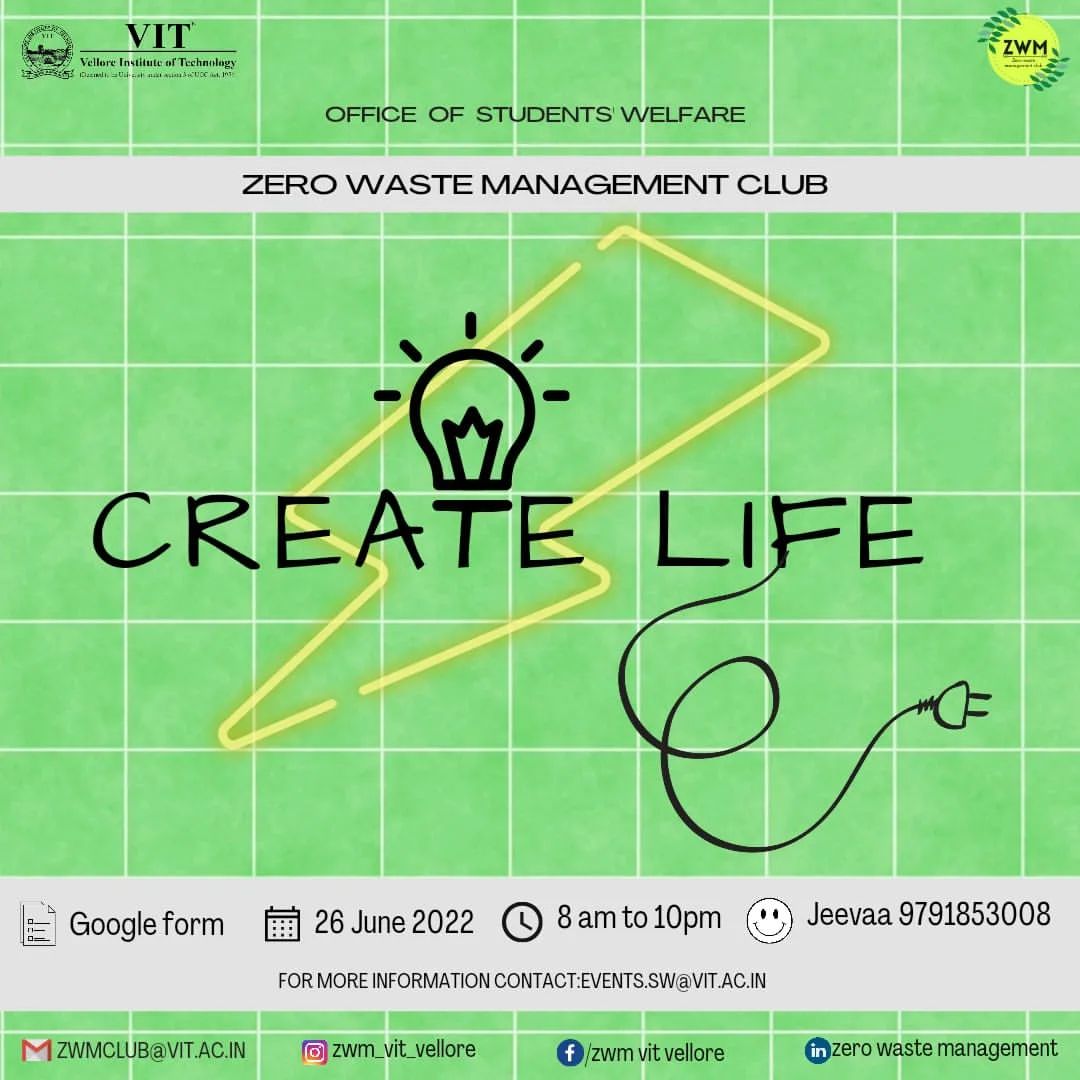 VIT
Vellore Institute of Technology
(Deemed to be University under section 3 of UGC Act, 1956)
ZWM
Zero waste
management club
OFFICE OF STUDENTS' WELFARE
ZERO WASTE MANAGEMENT CLUB
CREATE LIFE
Google form
26 June 2022
8 am to 10pm
Jeevaa 9791853008
FOR MORE INFORMATION CONTACT:EVENTS.SW@VIT.AC.IN
ZWMCLUB@VIT.AC.IN
zwm_vit_vellore
/zwm vit vellore
zero waste management